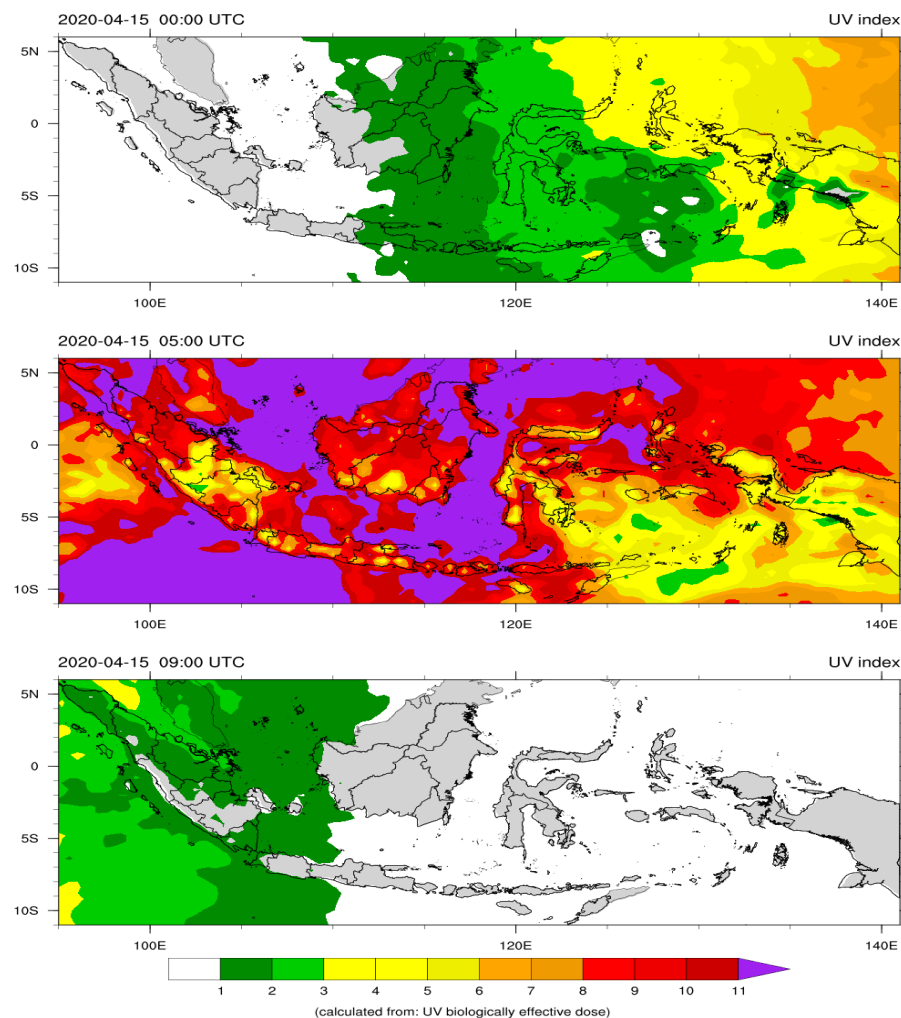 2020-04-15 00:00 UTC UV index
5N
0
5S
10S
100E 120E 140E
2020-04-15 05:00 UTC UV index
5N
0
5S
10S
100E 120E 140E
2020-04-15 09:00 UTC UV index
5N
0
5S
10S
100E 120E 140E
1 2 3 4 5 6 7 8 9 10 11
(calculated from: UV biologically effective dose)